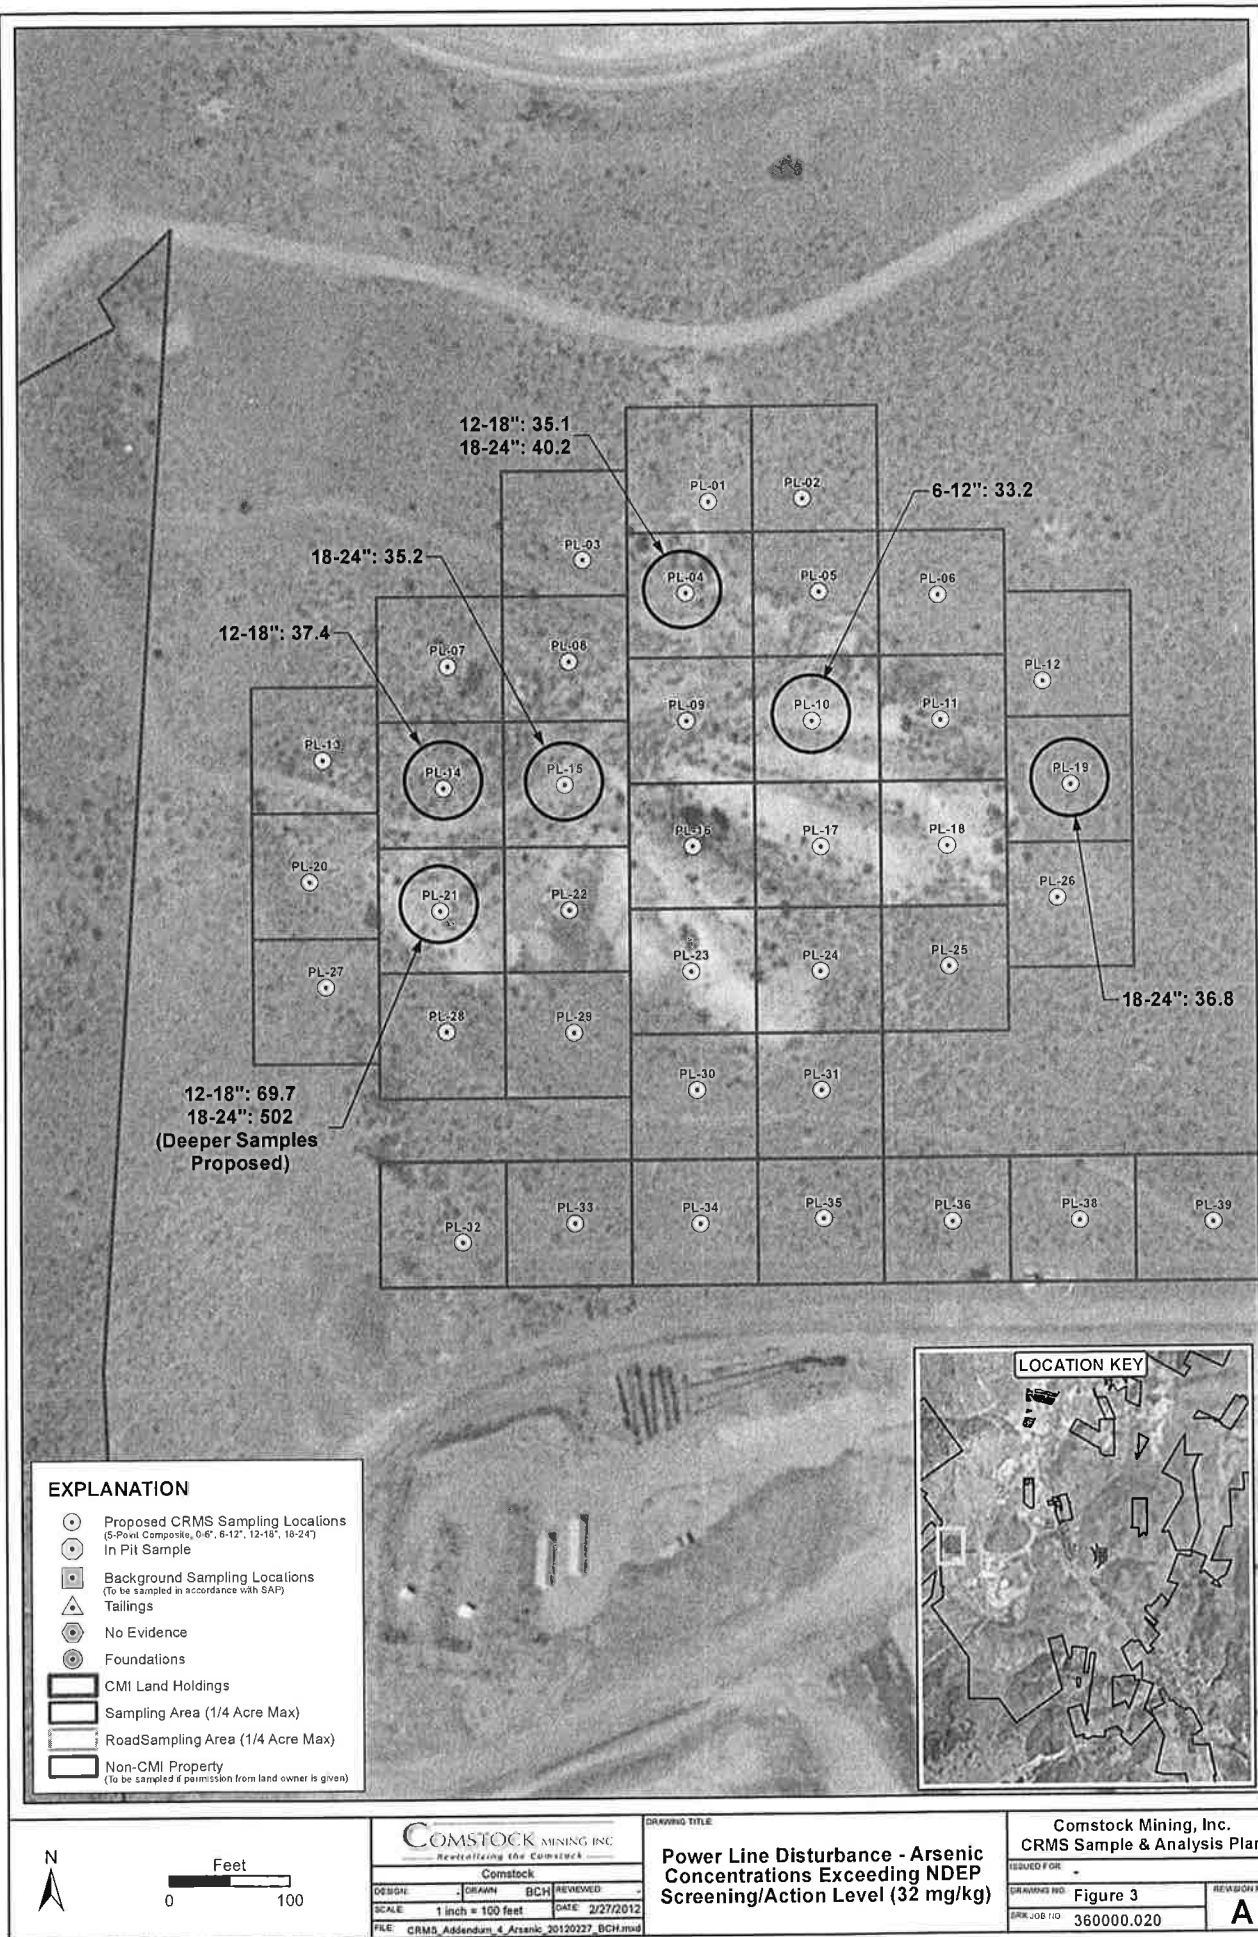 12-18": 35.1
18-24": 40.2
6-12": 33.2
18-24": 35.2
12-18": 37.4
PL-01
PL-02
PL-03
PL-04
PL-05
PL-06
PL-07
PL-08
PL-09
PL-10
PL-11
PL-12
PL-13
PL-14
PL-15
PL-16
PL-17
PL-18
PL-19
PL-20
PL-21
PL-22
PL-23
PL-24
PL-25
PL-26
PL-27
PL-28
PL-29
18-24": 36.8
PL-30
PL-31
12-18": 69.7
18-24": 502
(Deeper Samples
Proposed)
PL-32
PL-33
PL-34
PL-35
PL-36
PL-38
PL-39
LOCATION KEY
EXPLANATION
Proposed CRMS Sampling Locations
(5-Point Composite, 0-6", 6-12", 12-18", 18-24")
In Pit Sample
Background Sampling Locations
(To be sampled in accordance with SAP)
Tailings
No Evidence
Foundations
CMI Land Holdings
Sampling Area (1/4 Acre Max)
RoadSampling Area (1/4 Acre Max)
Non-CMI Property
(To be sampled if permission from land owner is given)
N
Feet
0 100
COMSTOCK MINING INC
Revitalizing the Comstock
Comstock
DESIGN: - DRAWN: BCH REVIEWED: -
SCALE: 1 inch = 100 feet DATE: 2/27/2012
FILE: CRMS_Addendum_4_Arsenic_20120227_BCH.mxd
DRAWING TITLE:
Power Line Disturbance - Arsenic
Concentrations Exceeding NDEP
Screening/Action Level (32 mg/kg)
Comstock Mining, Inc.
CRMS Sample & Analysis Plan
ISSUED FOR: -
DRAWING NO. Figure 3
SRK JOB NO. 360000.020
REVISION
A